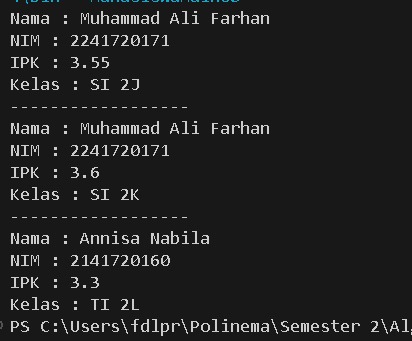 Nama : Muhammad Ali Farhan
NIM : 2241720171
IPK : 3.55
Kelas : SI 2J
------------------
Nama : Muhammad Ali Farhan
NIM : 2241720171
IPK : 3.6
Kelas : SI 2K
------------------
Nama : Annisa Nabila
NIM : 2141720160
IPK : 3.3
Kelas : TI 2L
PS C:\Users\fdlpr\Polinema\Semester 2\Al